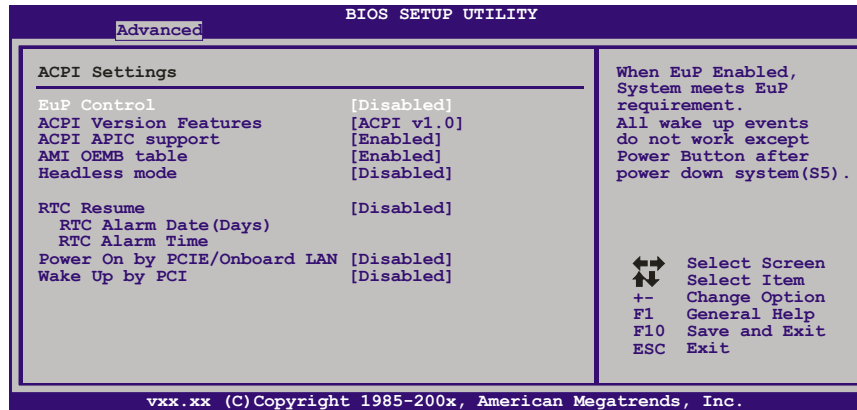 BIOS SETUP UTILITY
Advanced
ACPI Settings
EuP Control [Disabled]
ACPI Version Features [ACPI v1.0]
ACPI APIC support [Enabled]
AMI OEMB table [Enabled]
Headless mode [Disabled]
RTC Resume [Disabled]
RTC Alarm Date(Days)
RTC Alarm Time
Power On by PCIE/Onboard LAN [Disabled]
Wake Up by PCI [Disabled]
When EuP Enabled,
System meets EuP
requirement.
All wake up events
do not work except
Power Button after
power down system(S5).
Select Screen
Select Item
+- Change Option
F1 General Help
F10 Save and Exit
ESC Exit
vxx.xx (C)Copyright 1985-200x, American Megatrends, Inc.